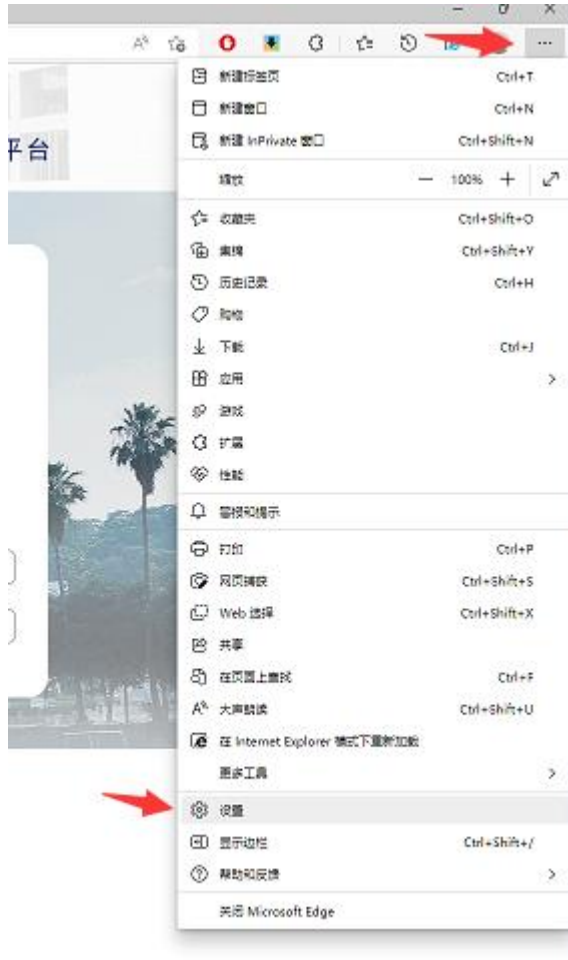 平台
新建标签页 Ctrl+T
新建窗口 Ctrl+N
新建 InPrivate 窗口 Ctrl+Shift+N
缩放 — 100% +
收藏夹 Ctrl+Shift+O
集锦 Ctrl+Shift+Y
历史记录 Ctrl+H
购物
下载 Ctrl+J
应用
游戏
扩展
性能
警报和提示
打印 Ctrl+P
网页捕获 Ctrl+Shift+S
Web 选择 Ctrl+Shift+X
共享
在页面上查找 Ctrl+F
大声朗读 Ctrl+Shift+U
在 Internet Explorer 模式下重新加载
更多工具
设置
显示边栏 Ctrl+Shift+/
帮助和反馈
关闭 Microsoft Edge